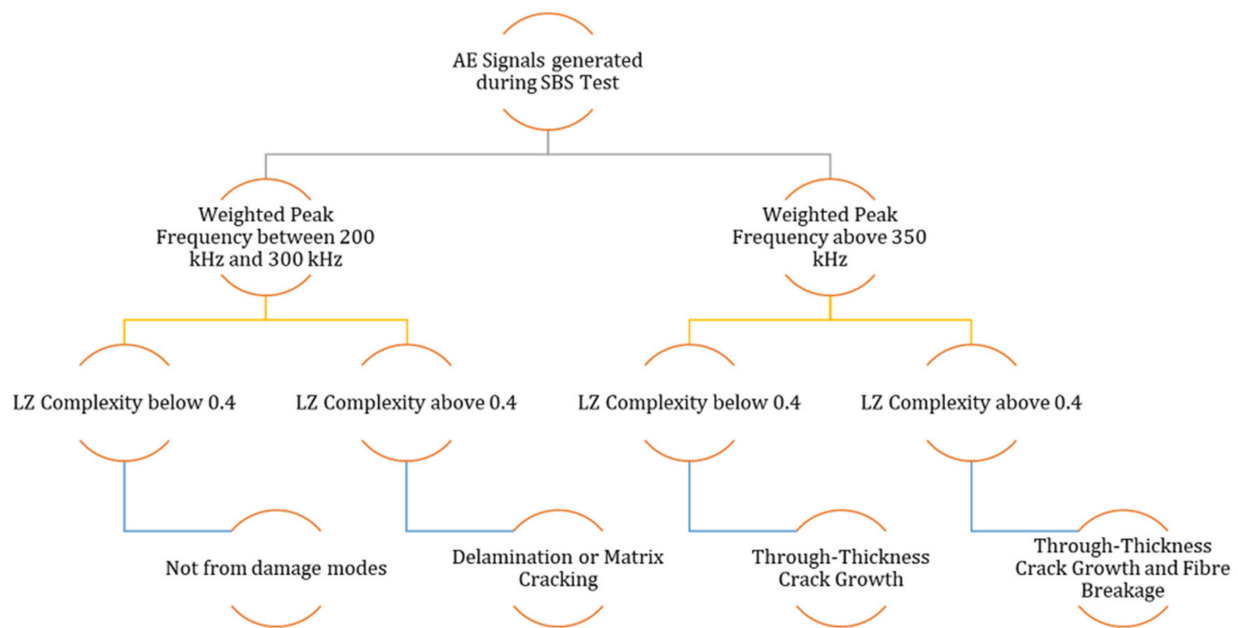 AE Signals generated
during SBS Test
Weighted Peak
Frequency between 200
kHz and 300 kHz
Weighted Peak
Frequency above 350
kHz
LZ Complexity below 0.4
LZ Complexity above 0.4
LZ Complexity below 0.4
LZ Complexity above 0.4
Not from damage modes
Delamination or Matrix
Cracking
Through-Thickness
Crack Growth
Through-Thickness
Crack Growth and Fibre
Breakage